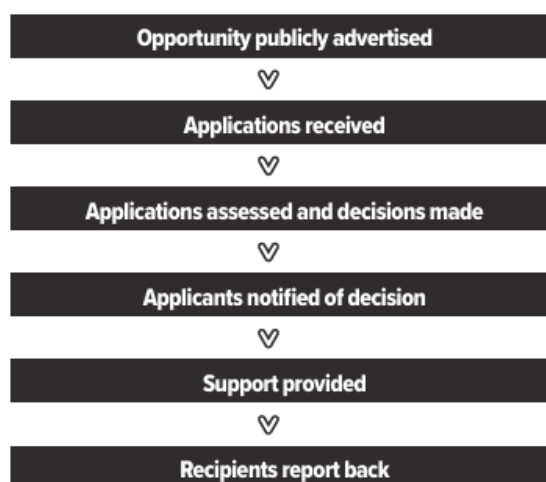 Opportunity publicly advertised
Applications received
Applications assessed and decisions made
Applicants notified of decision
Support provided
Recipients report back